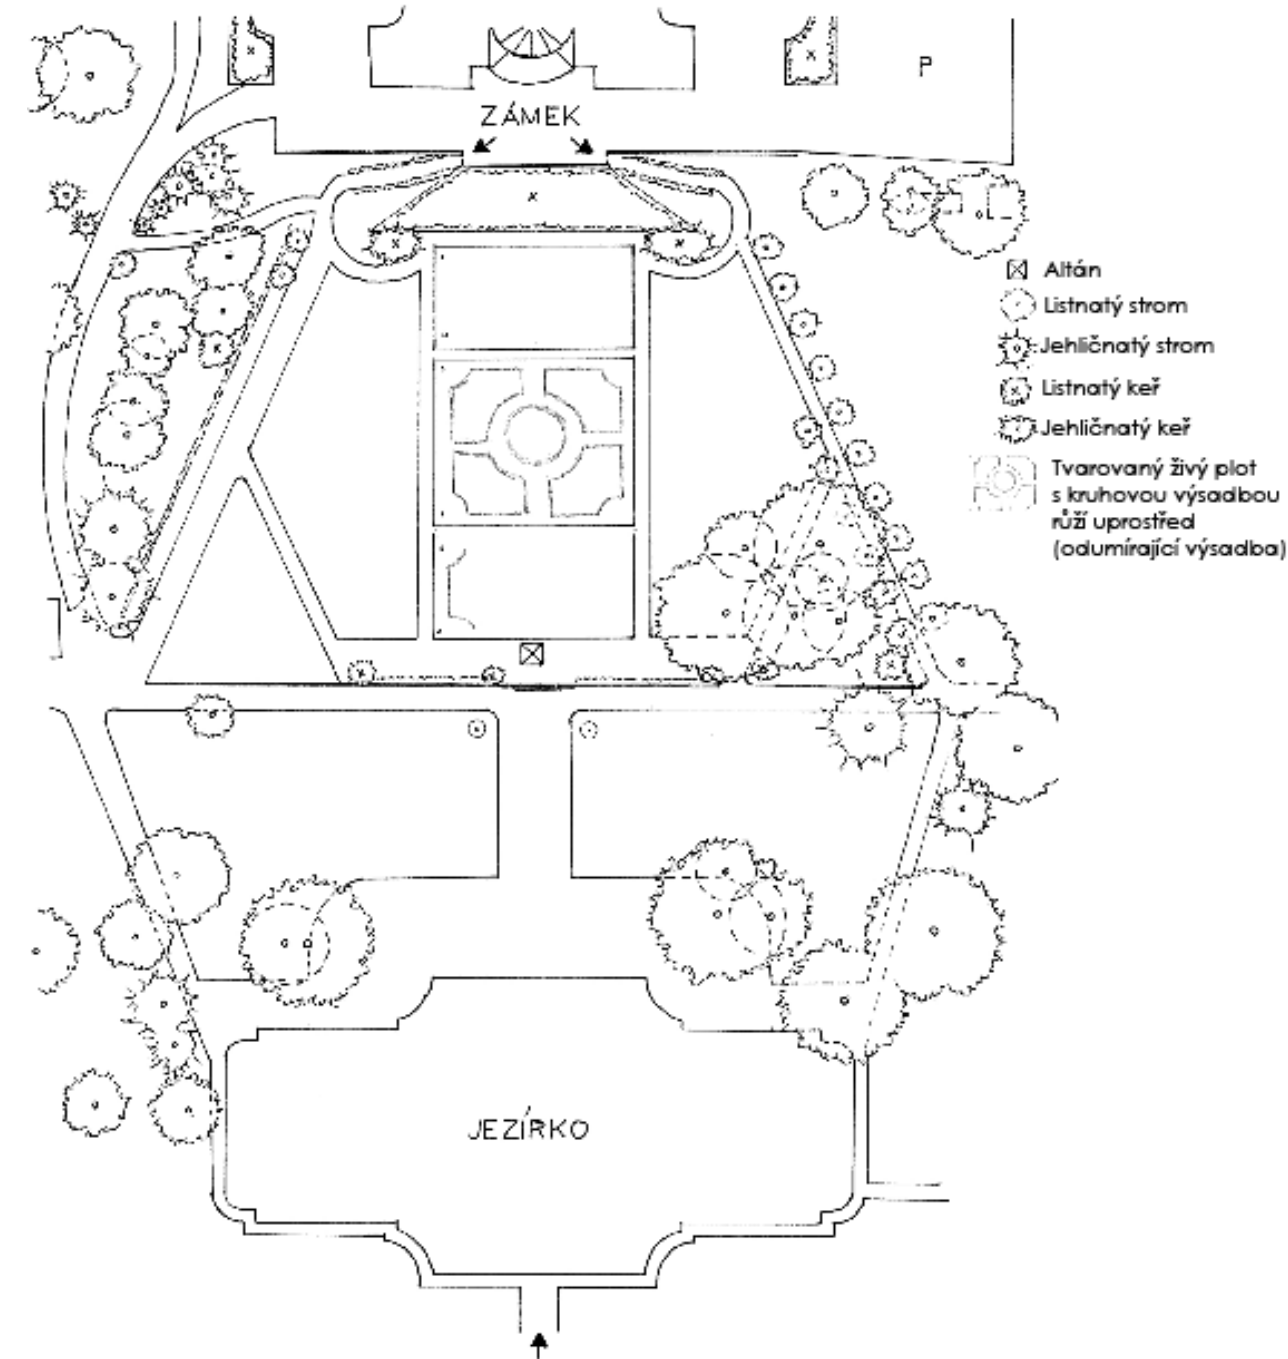 P
ZÁMEK
Altán
Listnatý strom
Jehličnatý strom
Listnatý keř
Jehličnatý keř
Tvarovaný živý plot
s kruhovou výsadbou
růží uprostřed
(odumírající výsadba)
JEZÍRKO